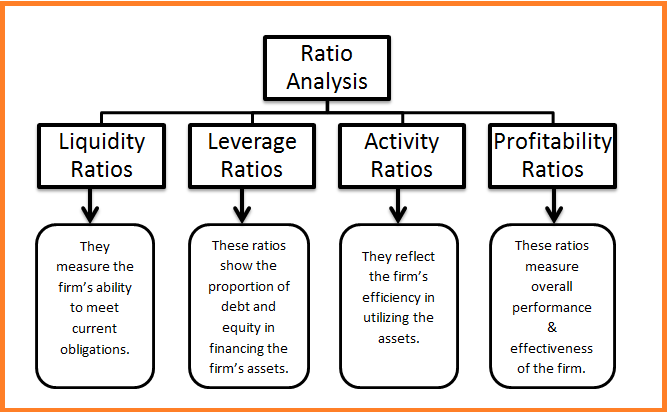 Ratio
Analysis
Liquidity
Ratios
Leverage
Ratios
Activity
Ratios
Profitability
Ratios
They
measure the
firm's ability
to meet
current
obligations.
These ratios
show the
proportion of
debt and
equity in
financing the
firm's assets.
They reflect
the firm's
efficiency in
utilizing the
assets.
These ratios
measure
overall
performance
&
effectiveness
of the firm.